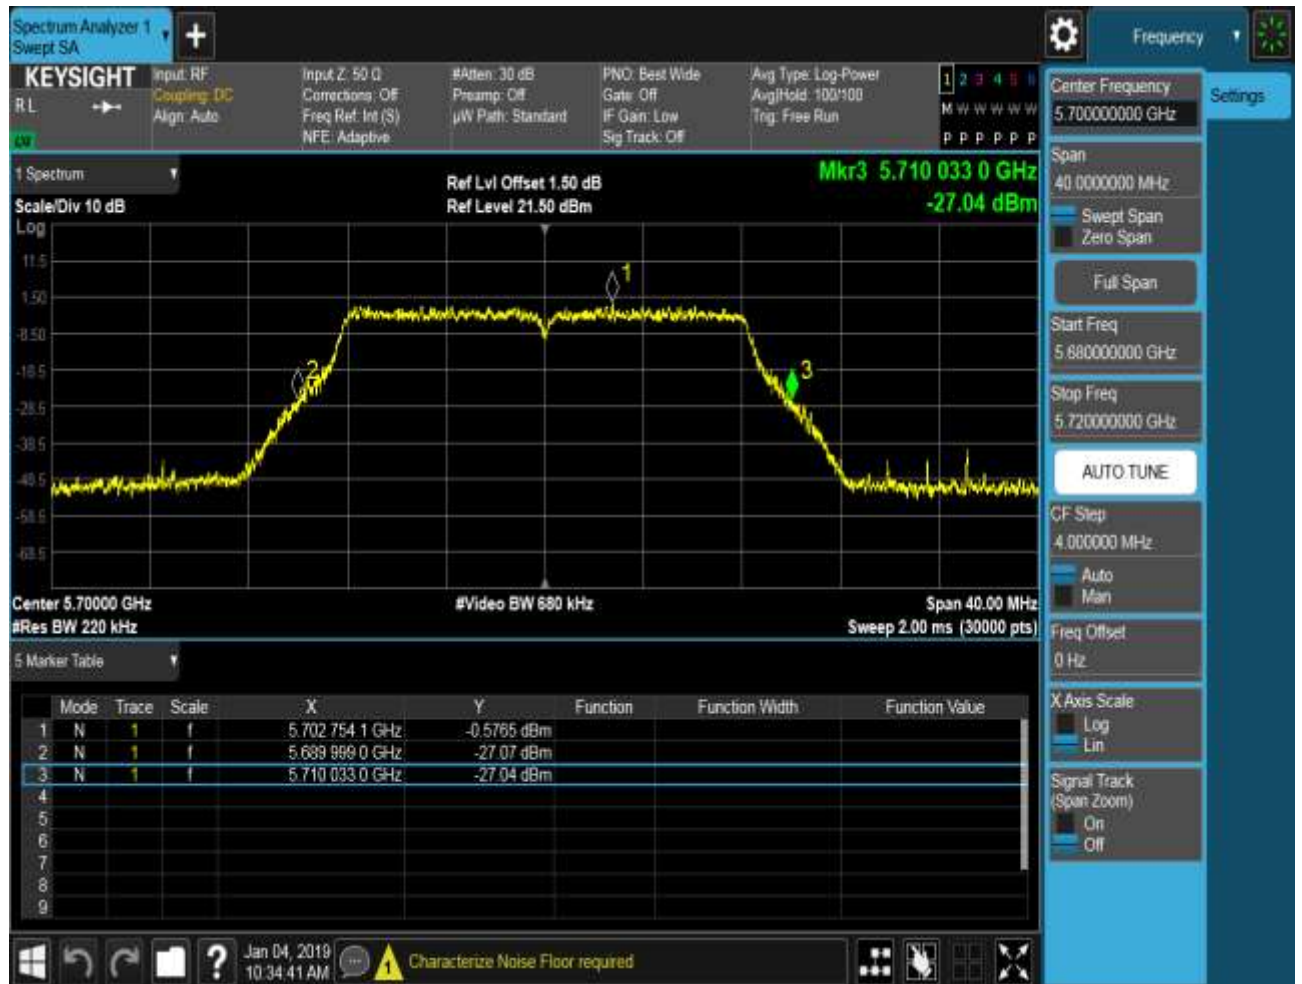 Spectrum Analyzer 1
Swept SA
Frequency
KEYSIGHT
R L
Input: RF
Coupling: DC
Align: Auto
Input Z: 50 Ω
Corrections: Off
Freq Ref: Int (S)
NFE: Adaptive
#Atten: 30 dB
Preamp: Off
µW Path: Standard
PNO: Best Wide
Gate: Off
IF Gain: Low
Sig Track: Off
Avg Type: Log-Power
Avg|Hold: 100/100
Trig: Free Run
1 2 3 4 5 6
M W W W W W
P P P P P P
1 Spectrum
Scale/Div 10 dB
Log
Ref Lvl Offset 1.50 dB
Ref Level 21.50 dBm
Mkr3 5.710 033 0 GHz
-27.04 dBm
11.5
1.50
-8.50
-18.5
-28.5
-38.5
-48.5
-58.5
-68.5
1
2
3
Center 5.70000 GHz
#Res BW 220 kHz
#Video BW 680 kHz
Span 40.00 MHz
Sweep 2.00 ms (30000 pts)
5 Marker Table
Mode Trace Scale X Y Function Function Width Function Value
1 N 1 f 5.702 754 1 GHz -0.5765 dBm
2 N 1 f 5.689 999 0 GHz -27.07 dBm
3 N 1 f 5.710 033 0 GHz -27.04 dBm
4
5
6
7
8
9
Jan 04, 2019
10:34:41 AM
Characterize Noise Floor required
Settings
Center Frequency
5.700000000 GHz
Span
40.0000000 MHz
Swept Span
Zero Span
Full Span
Start Freq
5.680000000 GHz
Stop Freq
5.720000000 GHz
AUTO TUNE
CF Step
4.000000 MHz
Auto
Man
Freq Offset
0 Hz
X Axis Scale
Log
Lin
Signal Track
(Span Zoom)
On
Off